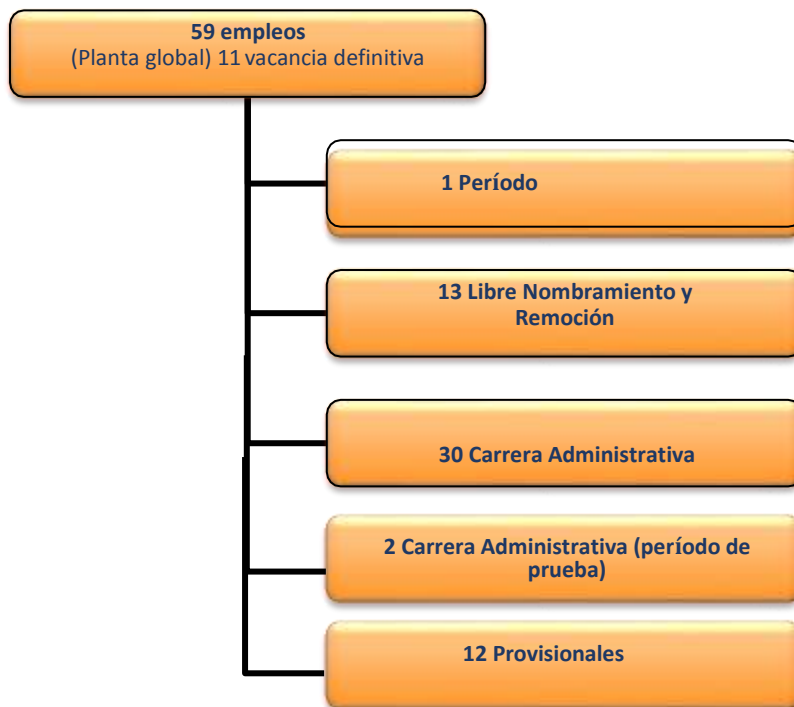 59 empleos
(Planta global) 11 vacancia definitiva
1 Período
13 Libre Nombramiento y
Remoción
30 Carrera Administrativa
2 Carrera Administrativa (período de
prueba)
12 Provisionales